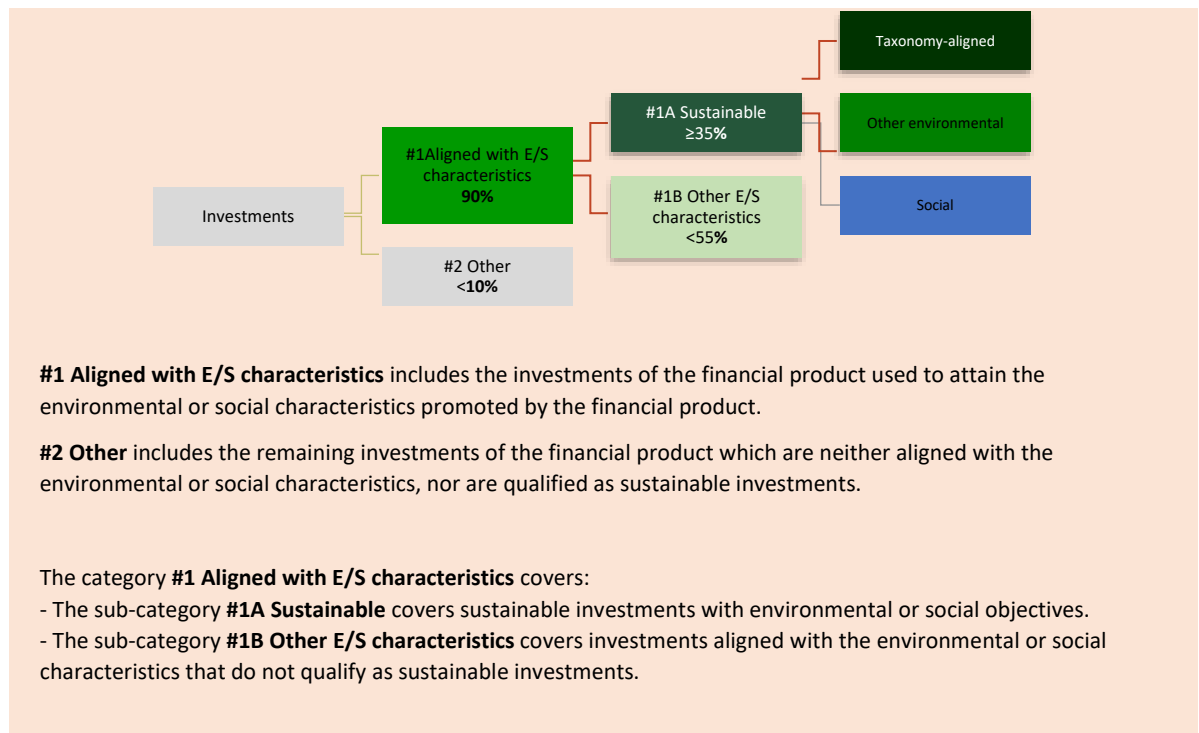 Taxonomy-aligned
#1A Sustainable
≥35%
Other environmental
#1Aligned with E/S
characteristics
90%
#1B Other E/S
characteristics
<55%
Social
Investments
#2 Other
<10%
#1 Aligned with E/S characteristics includes the investments of the financial product used to attain the
environmental or social characteristics promoted by the financial product.
#2 Other includes the remaining investments of the financial product which are neither aligned with the
environmental or social characteristics, nor are qualified as sustainable investments.
The category #1 Aligned with E/S characteristics covers:
- The sub-category #1A Sustainable covers sustainable investments with environmental or social objectives.
- The sub-category #1B Other E/S characteristics covers investments aligned with the environmental or social
characteristics that do not qualify as sustainable investments.